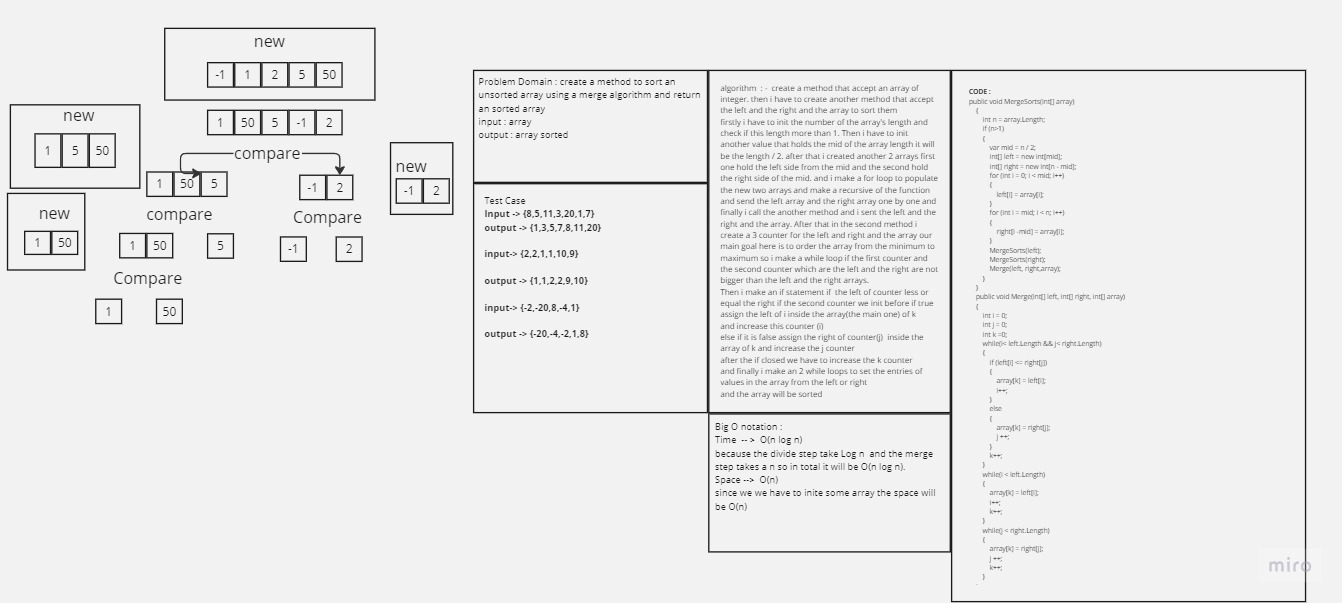 new
-1 1 2 5 50
1 50 5 -1 2
new
1 5 50
compare
1 50 5
-1 2
new
-1 2
new
1 50
compare
Compare
1 50
5
-1
2
Compare
1
50
Problem Domain : create a method to sort an
unsorted array using a merge algorithm and return
an sorted array
input : array
output : array sorted
Test Case
Input -> {8,5,11,3,20,1,7}
output -> {1,3,5,7,8,11,20}
input-> {2,2,1,1,10,9}
output -> {1,1,2,2,9,10}
input-> {-2,-20,8,-4,1}
output -> {-20,-4,-2,1,8}
algorithm : - create a method that accept an array of
integer. then i have to create another method that accept
the left and the right and the array to sort them
firstly i have to init the number of the array's length and
check if this length more than 1. Then i have to init
another value that holds the mid of the array length it will
be the length / 2. after that i created another 2 arrays first
one hold the left side from the mid and the second hold
the right side of the mid. and i make a for loop to populate
the new two arrays and make a recursive of the function
and send the left array and the right array one by one and
finally i call the another method and i sent the left and the
right and the array. After that in the second method i
create a 3 counter for the left and right and the array our
main goal here is to order the array from the minimum to
maximum so i make a while loop if the first counter and
the second counter which are the left and the right are not
bigger than the left and the right arrays.
Then i make an if statement if the left of counter less or
equal the right if the second counter we init before if true
assign the left of i inside the array(the main one) of k
and increase this counter (i)
else if it is false assign the right of counter(j) inside the
array of k and increase the j counter
after the if closed we have to increase the k counter
and finally i make an 2 while loops to set the entries of
values in the array from the left or right
and the array will be sorted
Big O notation :
Time -- > O(n log n)
because the divide step take Log n and the merge
step takes a n so in total it will be O(n log n).
Space --> O(n)
since we we have to inite some array the space will
be O(n)
CODE :
public void MergeSorts(int[] array)
{
int n = array.Length;
if (n>1)
{
var mid = n / 2;
int[] left = new int[mid];
int[] right = new int[n - mid];
for (int i = 0; i < mid; i++)
{
left[i] = array[i];
}
for (int i = mid; i < n; i++)
{
right[i -mid] = array[i];
}
MergeSorts(left);
MergeSorts(right);
Merge(left, right,array);
}
}
public void Merge(int[] left, int[] right, int[] array)
{
int i = 0;
int j = 0;
int k =0;
while(i< left.Length && j< right.Length)
{
if (left[i] <= right[j])
{
array[k] = left[i];
i++;
}
else
{
array[k] = right[j];
j ++;
}
k++;
}
while(i < left.Length)
{
array[k] = left[i];
i++;
k++;
}
while(j < right.Length)
{
array[k] = right[j];
j ++;
k++;
}
miro